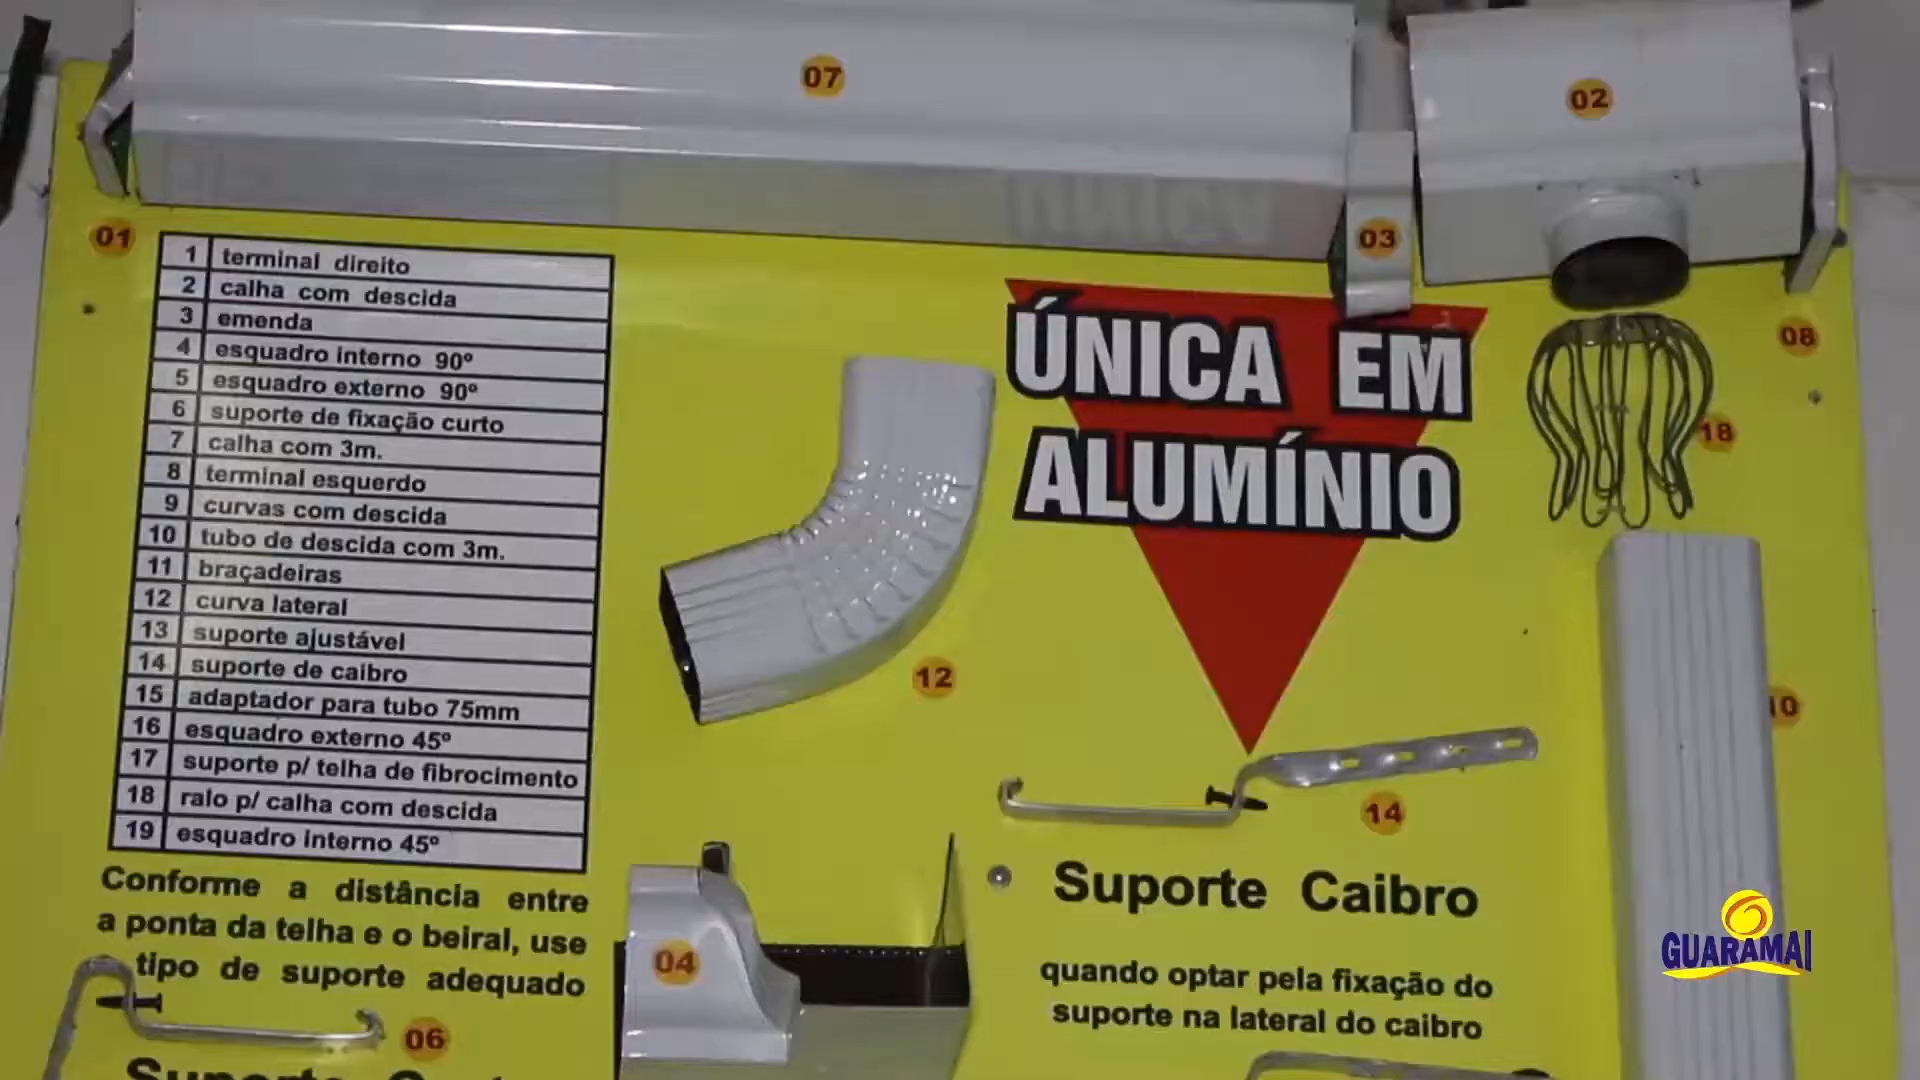 07
02
01
03
08
18
1 terminal direito
2 calha com descida
3 emenda
4 esquadro interno 90º
5 esquadro externo 90º
6 suporte de fixação curto
7 calha com 3m.
8 terminal esquerdo
9 curvas com descida
10 tubo de descida com 3m.
11 braçadeiras
12 curva lateral
13 suporte ajustável
14 suporte de caibro
15 adaptador para tubo 75mm
16 esquadro externo 45º
17 suporte p/ telha de fibrocimento
18 ralo p/ calha com descida
19 esquadro interno 45º
Conforme a distância entre
a ponta da telha e o beiral, use
tipo de suporte adequado
06
ÚNICA EM
ALUMÍNIO
12
10
14
04
Suporte Caibro
quando optar pela fixação do
suporte na lateral do caibro
Suporte
GUARAMAI